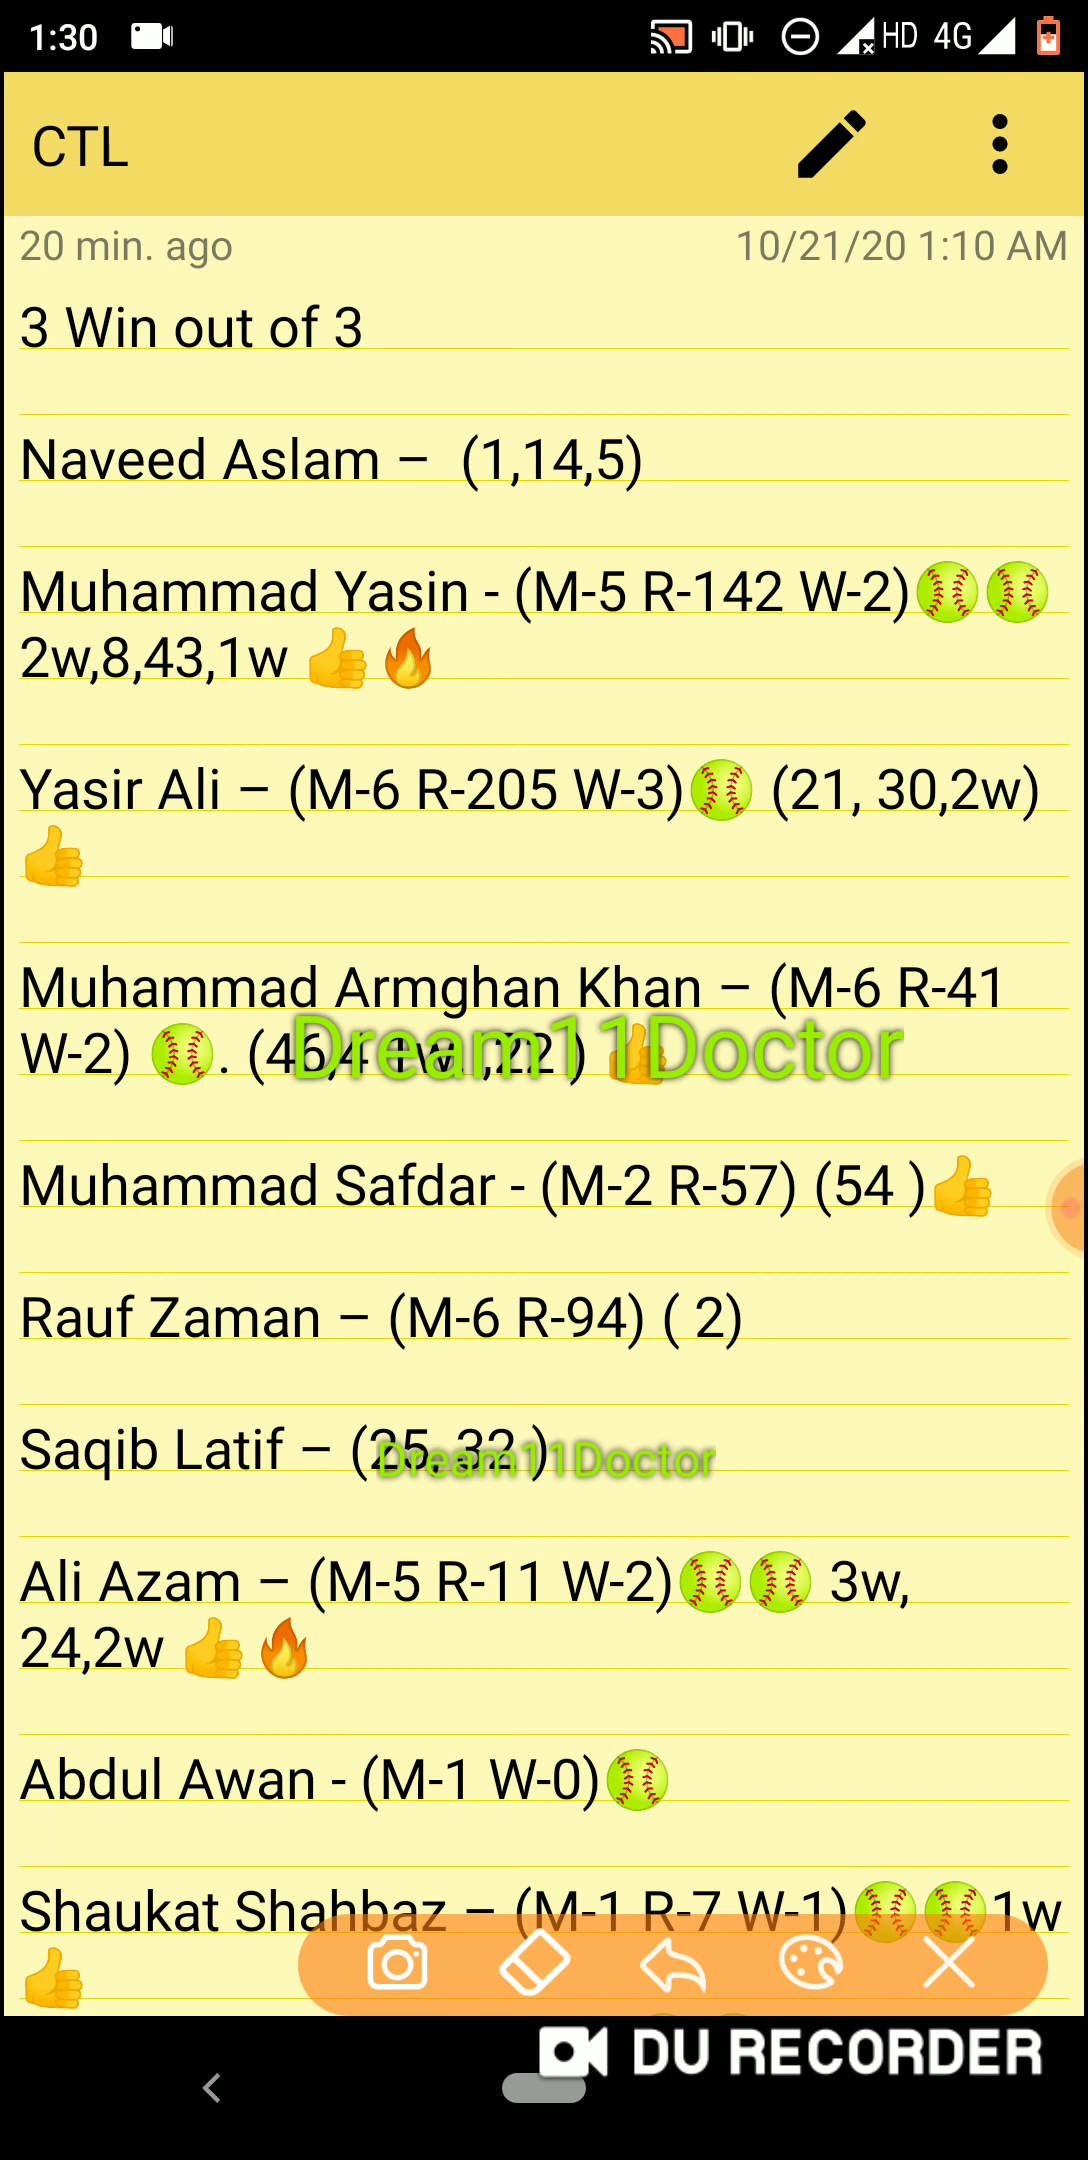 1:30 HD 4G
CTL
20 min. ago 10/21/20 1:10 AM
3 Win out of 3
Naveed Aslam – (1,14,5)
Muhammad Yasin - (M-5 R-142 W-2)🥎🥎
2w,8,43,1w 👍🔥
Yasir Ali – (M-6 R-205 W-3)🥎 (21, 30,2w)
👍
Muhammad Armghan Khan – (M-6 R-41
W-2) 🥎. (46,4 1w,,22 ) 👍
Dream11Doctor
Muhammad Safdar - (M-2 R-57) (54 )👍
Rauf Zaman – (M-6 R-94) ( 2)
Saqib Latif – (25, 32 )
Dream11Doctor
Ali Azam – (M-5 R-11 W-2)🥎🥎 3w,
24,2w 👍🔥
Abdul Awan - (M-1 W-0)🥎
Shaukat Shahbaz – (M-1 R-7 W-1)🥎🥎1w
👍
DU RECORDER